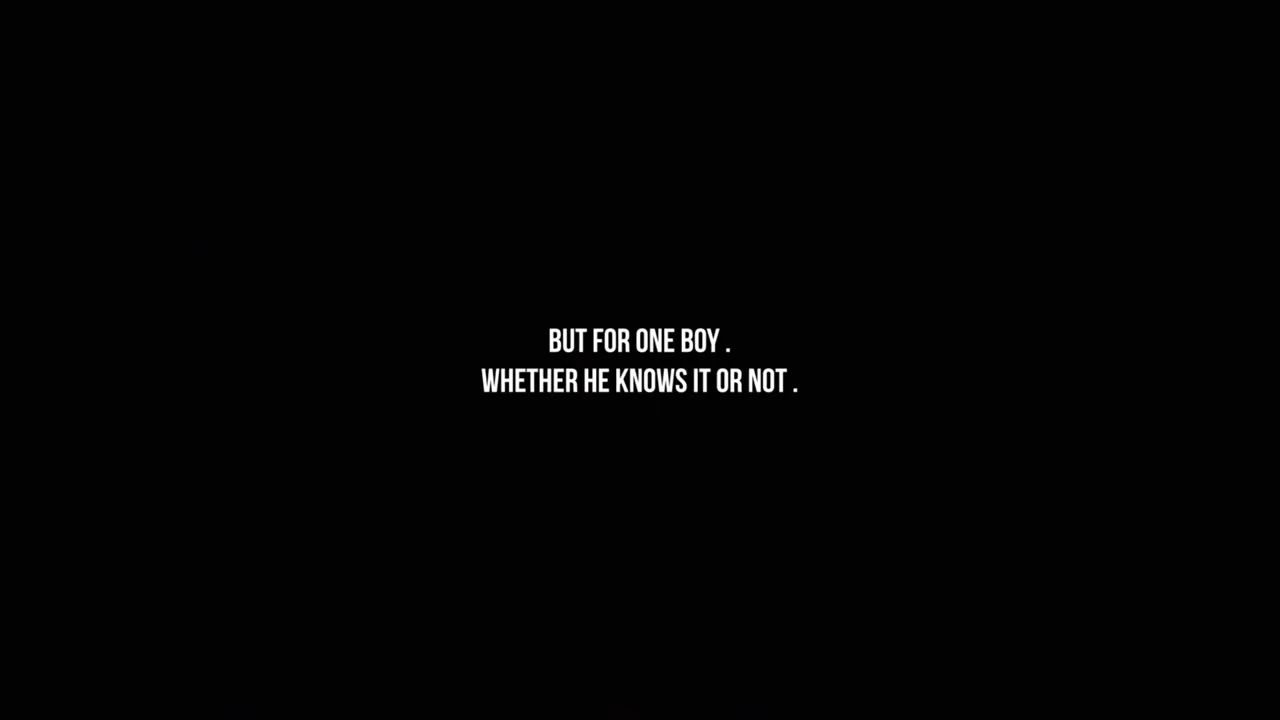 BUT FOR ONE BOY .
WHETHER HE KNOWS IT OR NOT .